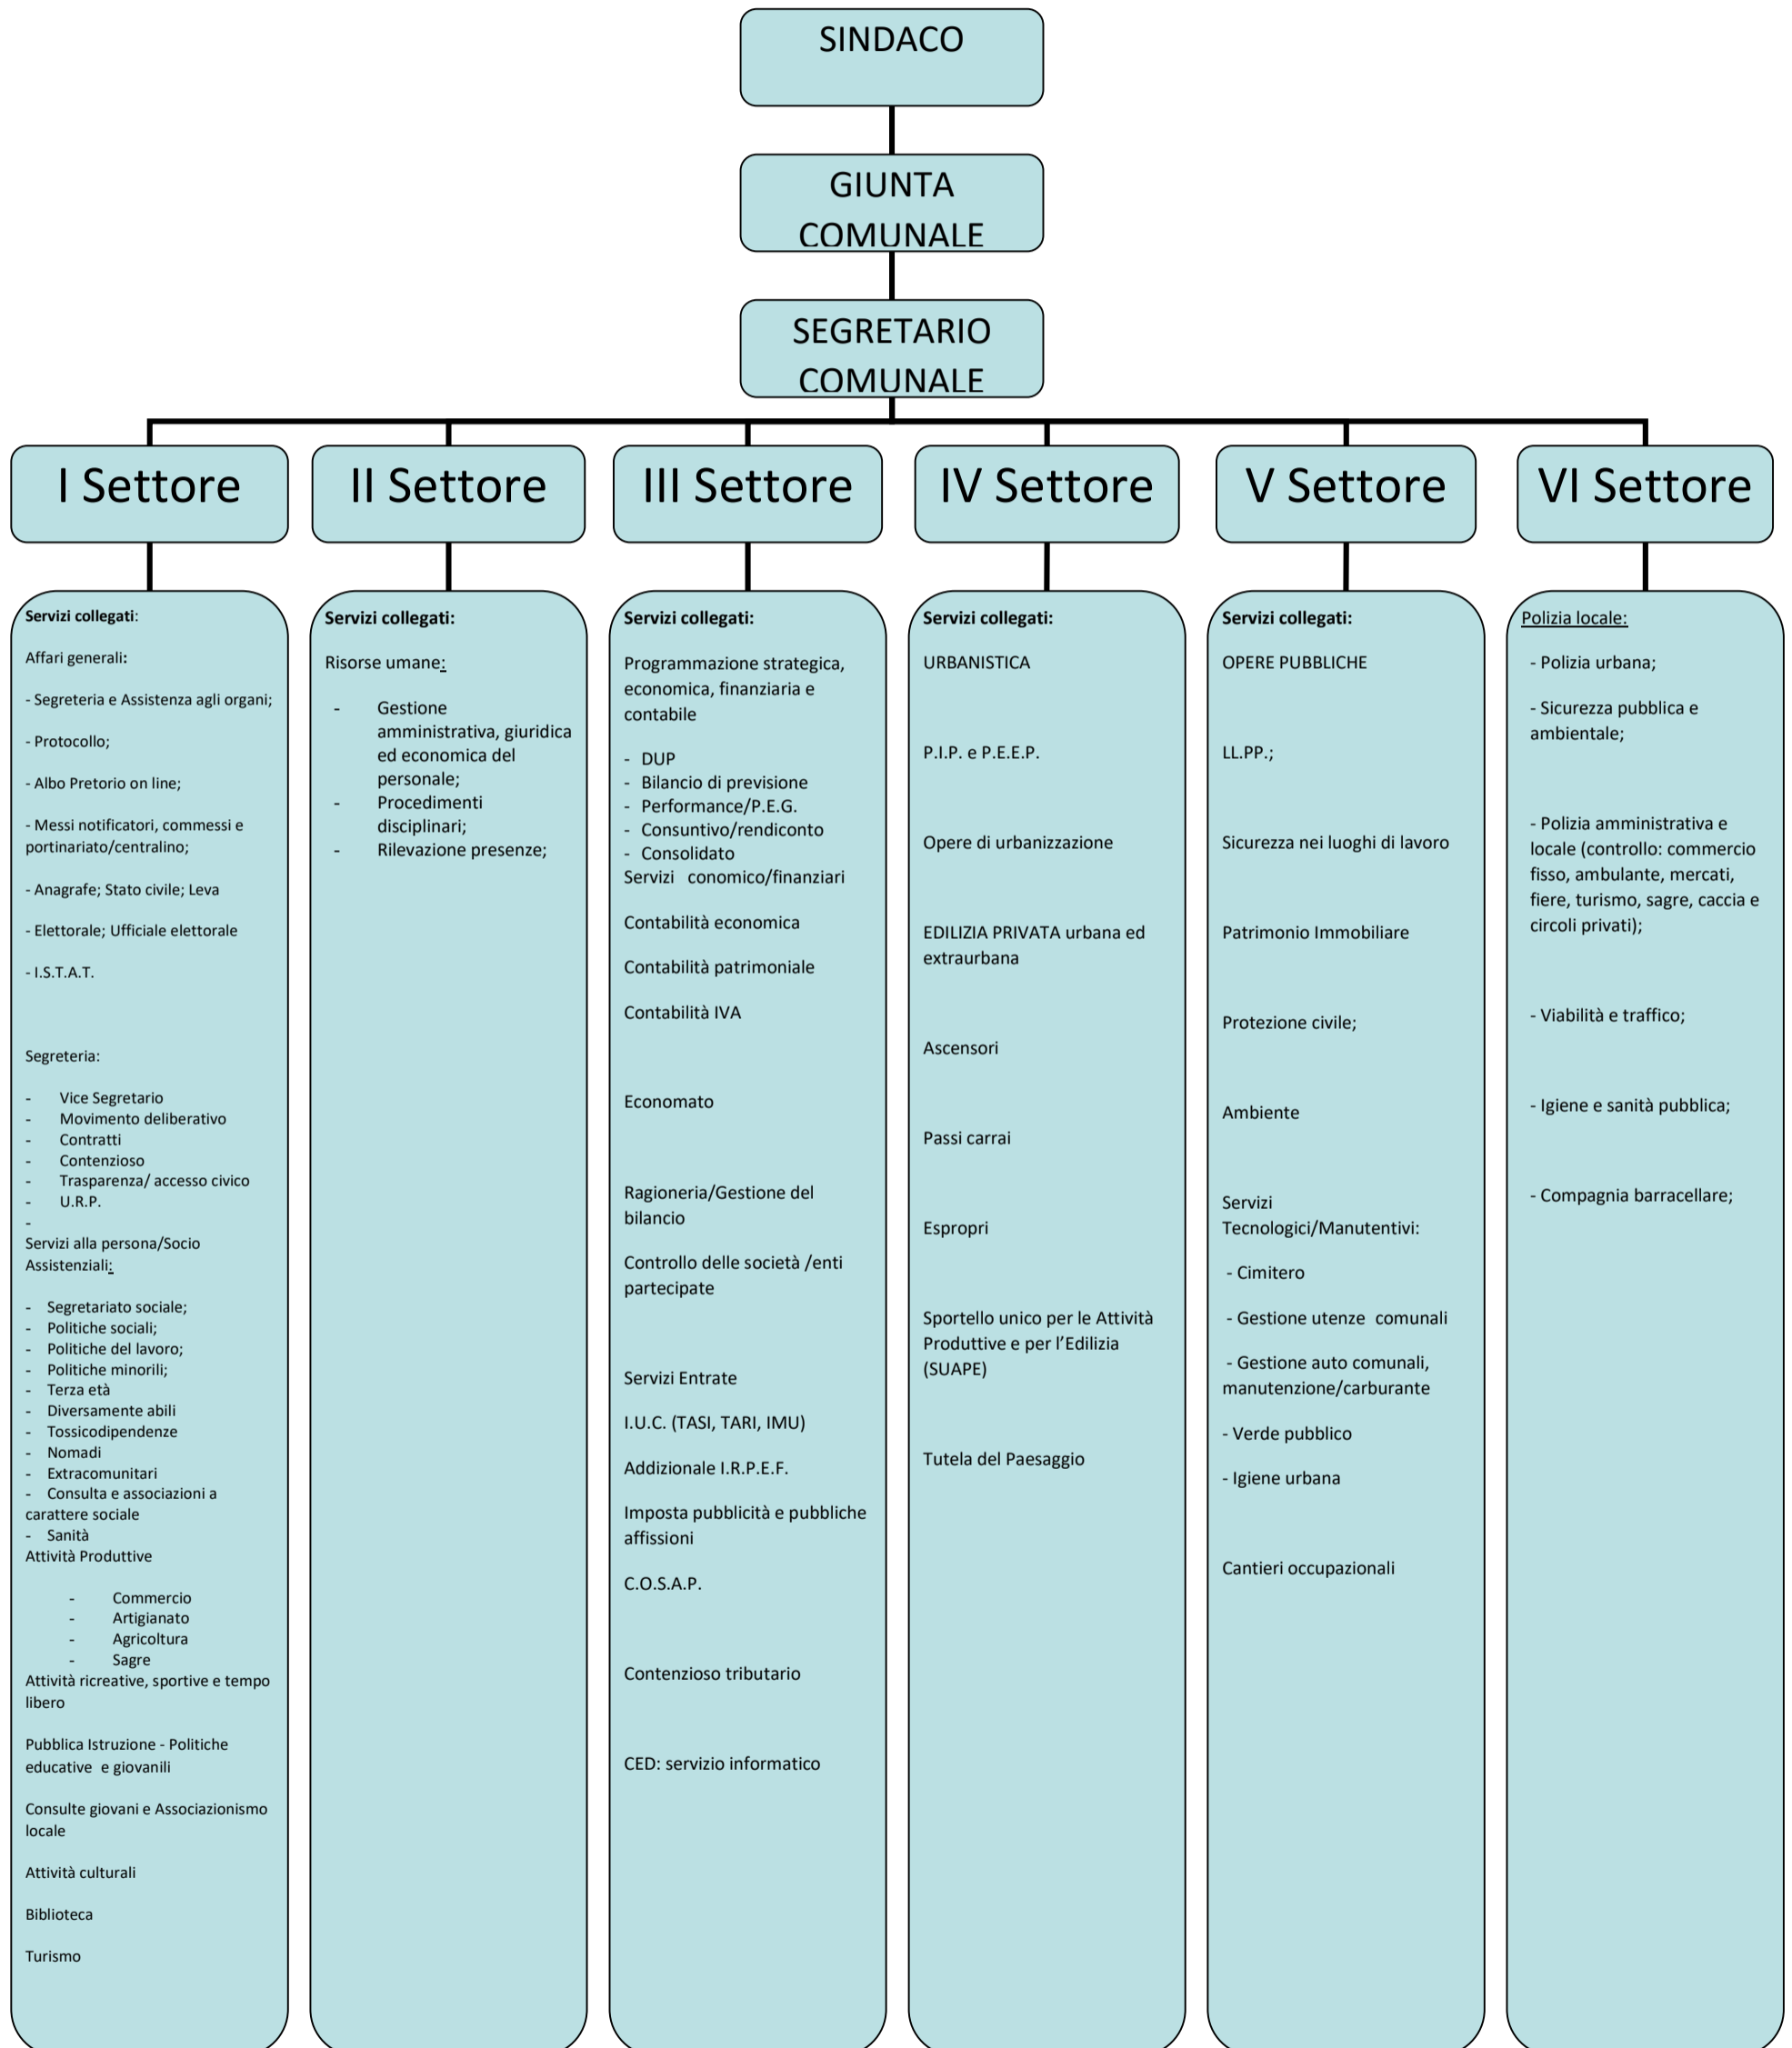 SINDACO
GIUNTA
COMUNALE
SEGRETARIO
COMUNALE
I Settore
II Settore
III Settore
IV Settore
V Settore
VI Settore
Servizi collegati:
Affari generali:
- Segreteria e Assistenza agli organi;
- Protocollo;
- Albo Pretorio on line;
- Messi notificatori, commessi e
portinariato/centralino;
- Anagrafe; Stato civile; Leva
- Elettorale; Ufficiale elettorale
- I.S.T.A.T.
Segreteria:
- Vice Segretario
- Movimento deliberativo
- Contratti
- Contenzioso
- Trasparenza/ accesso civico
- U.R.P.
-
Servizi alla persona/Socio
Assistenziali:
- Segretariato sociale;
- Politiche sociali;
- Politiche del lavoro;
- Politiche minorili;
- Terza età
- Diversamente abili
- Tossicodipendenze
- Nomadi
- Extracomunitari
- Consulta e associazioni a
carattere sociale
- Sanità
Attività Produttive
- Commercio
- Artigianato
- Agricoltura
- Sagre
Attività ricreative, sportive e tempo
libero
Pubblica Istruzione - Politiche
educative e giovanili
Consulte giovani e Associazionismo
locale
Attività culturali
Biblioteca
Turismo
Servizi collegati:
Risorse umane:
- Gestione
amministrativa, giuridica
ed economica del
personale;
- Procedimenti
disciplinari;
- Rilevazione presenze;
Servizi collegati:
Programmazione strategica,
economica, finanziaria e
contabile
- DUP
- Bilancio di previsione
- Performance/P.E.G.
- Consuntivo/rendiconto
- Consolidato
Servizi conomico/finanziari
Contabilità economica
Contabilità patrimoniale
Contabilità IVA
Economato
Ragioneria/Gestione del
bilancio
Controllo delle società /enti
partecipate
Servizi Entrate
I.U.C. (TASI, TARI, IMU)
Addizionale I.R.P.E.F.
Imposta pubblicità e pubbliche
affissioni
C.O.S.A.P.
Contenzioso tributario
CED: servizio informatico
Servizi collegati:
URBANISTICA
P.I.P. e P.E.E.P.
Opere di urbanizzazione
EDILIZIA PRIVATA urbana ed
extraurbana
Ascensori
Passi carrai
Espropri
Sportello unico per le Attività
Produttive e per l’Edilizia
(SUAPE)
Tutela del Paesaggio
Servizi collegati:
OPERE PUBBLICHE
LL.PP.;
Sicurezza nei luoghi di lavoro
Patrimonio Immobiliare
Protezione civile;
Ambiente
Servizi
Tecnologici/Manutentivi:
- Cimitero
- Gestione utenze comunali
- Gestione auto comunali,
manutenzione/carburante
- Verde pubblico
- Igiene urbana
Cantieri occupazionali
Polizia locale:
- Polizia urbana;
- Sicurezza pubblica e
ambientale;
- Polizia amministrativa e
locale (controllo: commercio
fisso, ambulante, mercati,
fiere, turismo, sagre, caccia e
circoli privati);
- Viabilità e traffico;
- Igiene e sanità pubblica;
- Compagnia barracellare;